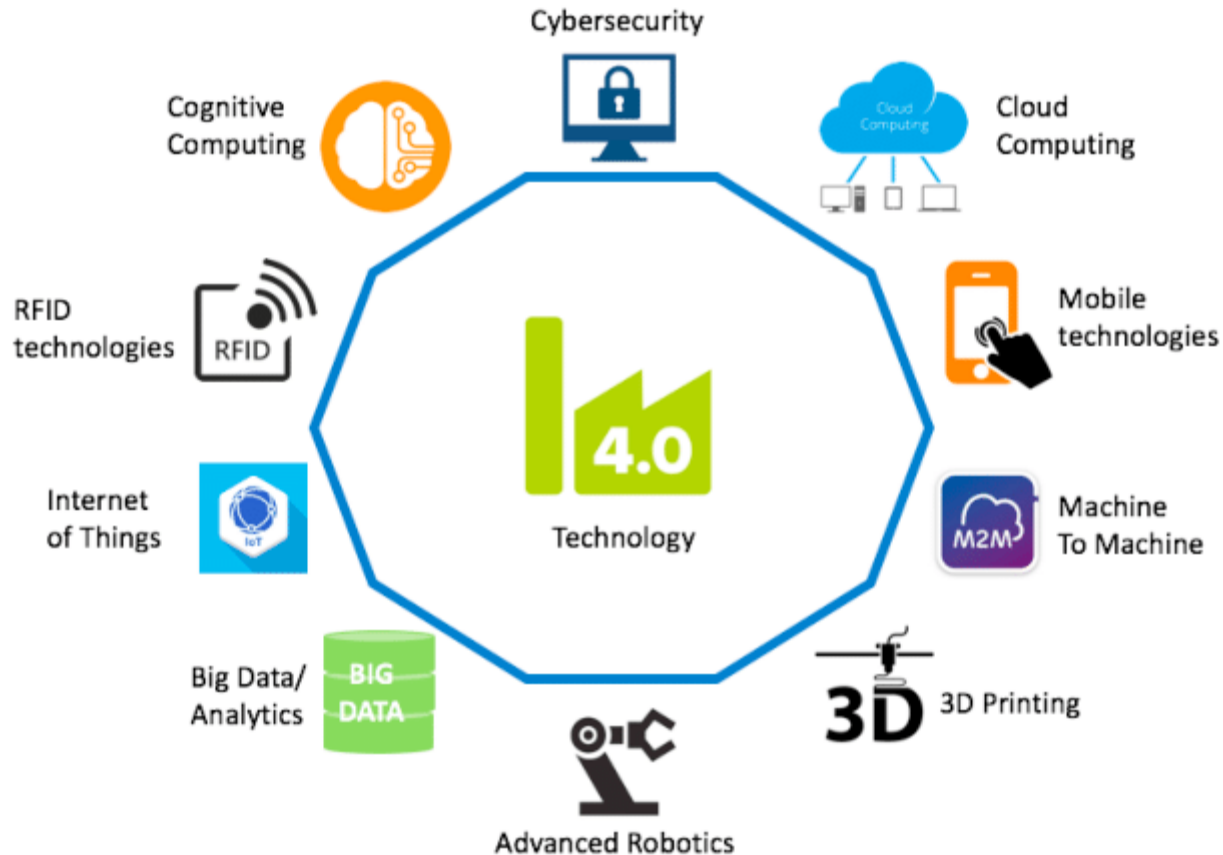 Cybersecurity
Cognitive
Computing
Cloud
Computing
Cloud
Computing
RFID
technologies
RFID
Mobile
technologies
4.0
Technology
Internet
of Things
IoT
M2M
Machine
To Machine
Big Data/
Analytics
BIG
DATA
3D
3D Printing
Advanced Robotics